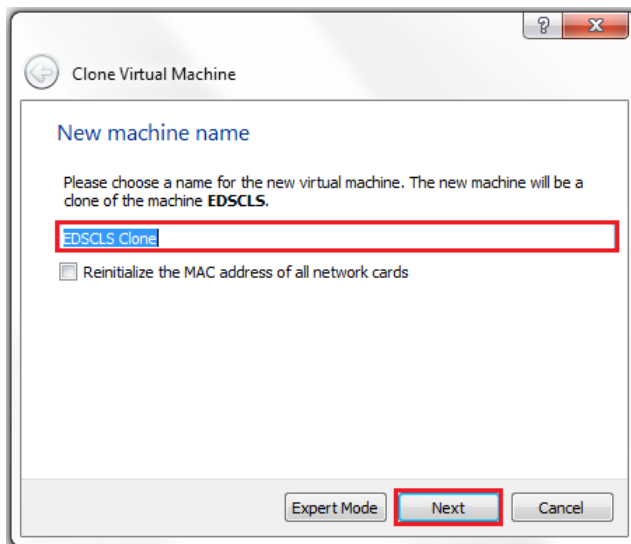 Clone Virtual Machine
New machine name
Please choose a name for the new virtual machine. The new machine will be a
clone of the machine EDSCLS.
EDSCLS Clone
Reinitialize the MAC address of all network cards
Expert Mode Next Cancel